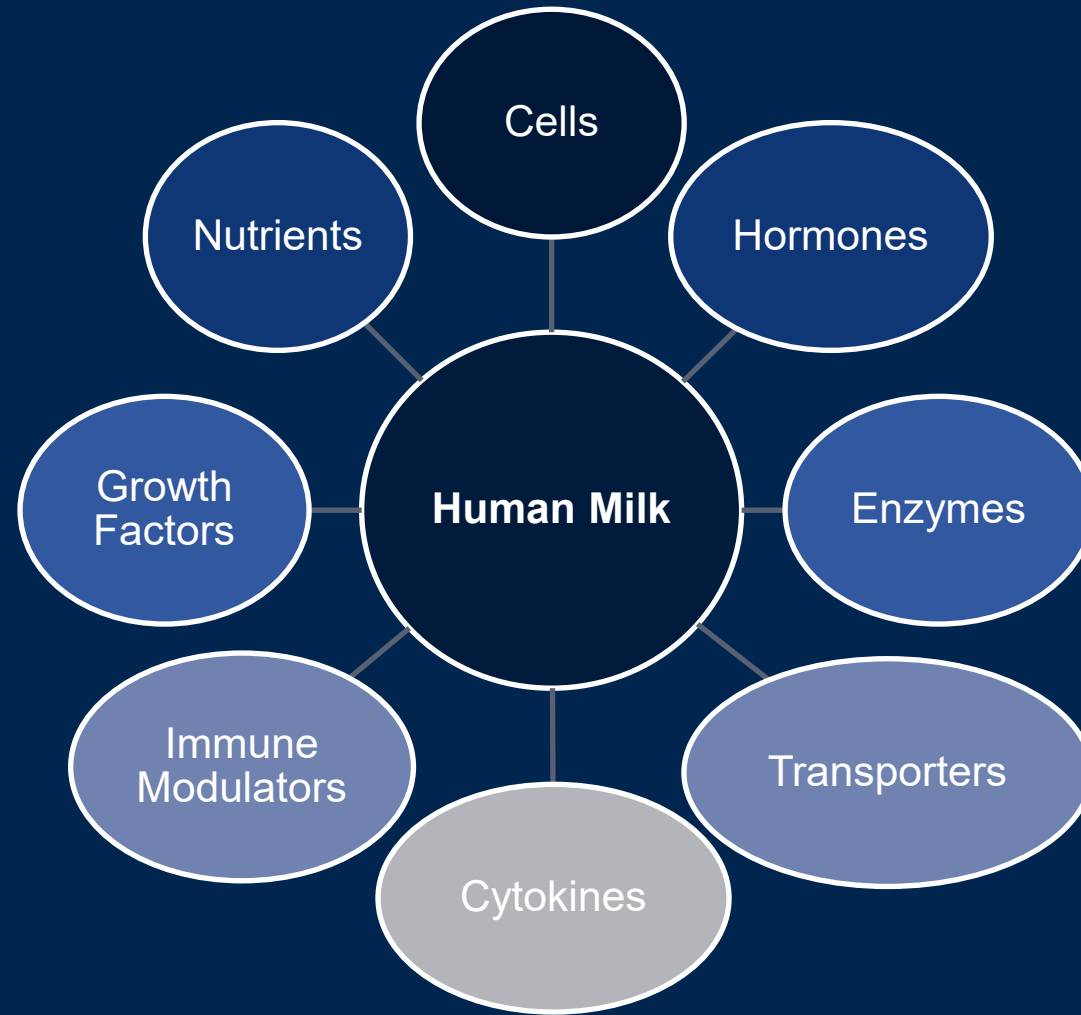 Cells
Nutrients
Hormones
Growth
Factors
Human Milk
Enzymes
Immune
Modulators
Transporters
Cytokines